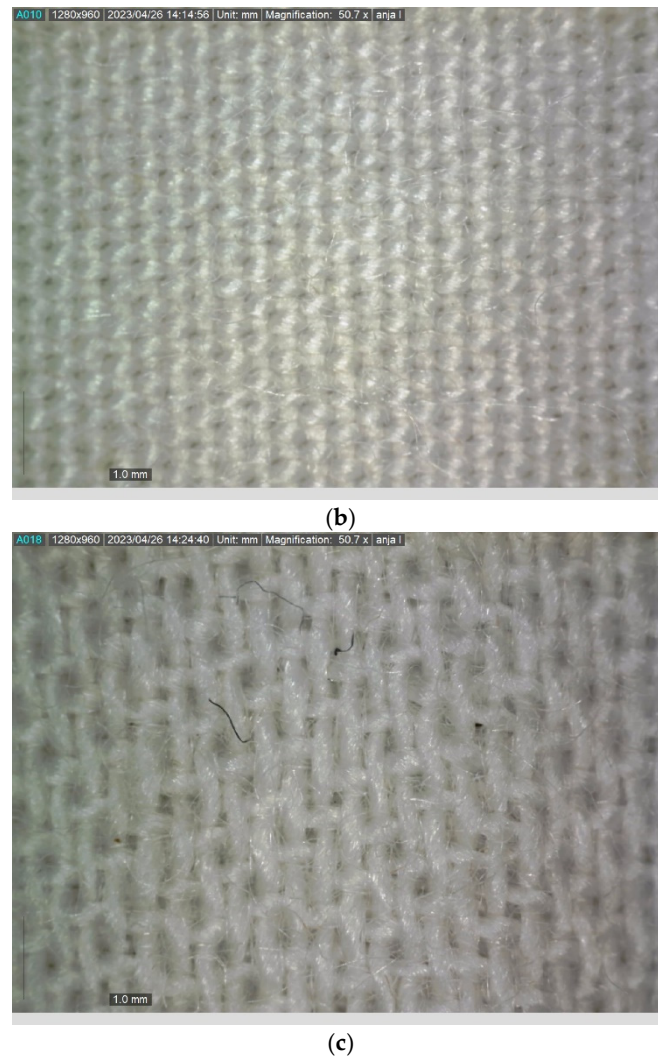 A010 1280x960 2023/04/26 14:14:56 Unit: mm Magnification: 50.7 x anja l
1.0 mm
(b)
A018 1280x960 2023/04/26 14:24:40 Unit: mm Magnification: 50.7 x anja l
1.0 mm
(c)